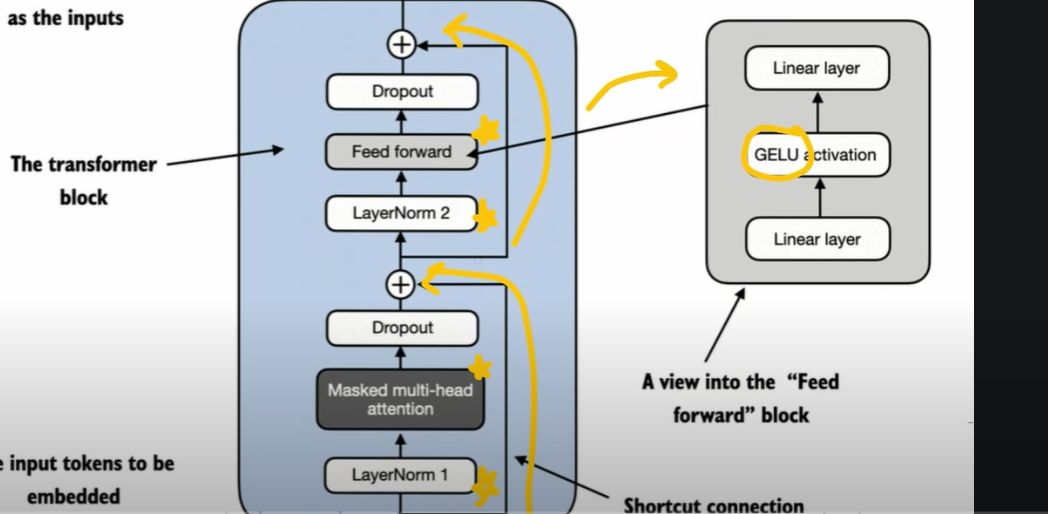 as the inputs
Dropout
Linear layer
The transformer
block
Feed forward
GELU activation
LayerNorm 2
Linear layer
Dropout
Masked multi-head
attention
A view into the “Feed
forward” block
input tokens to be
embedded
LayerNorm 1
Shortcut connection